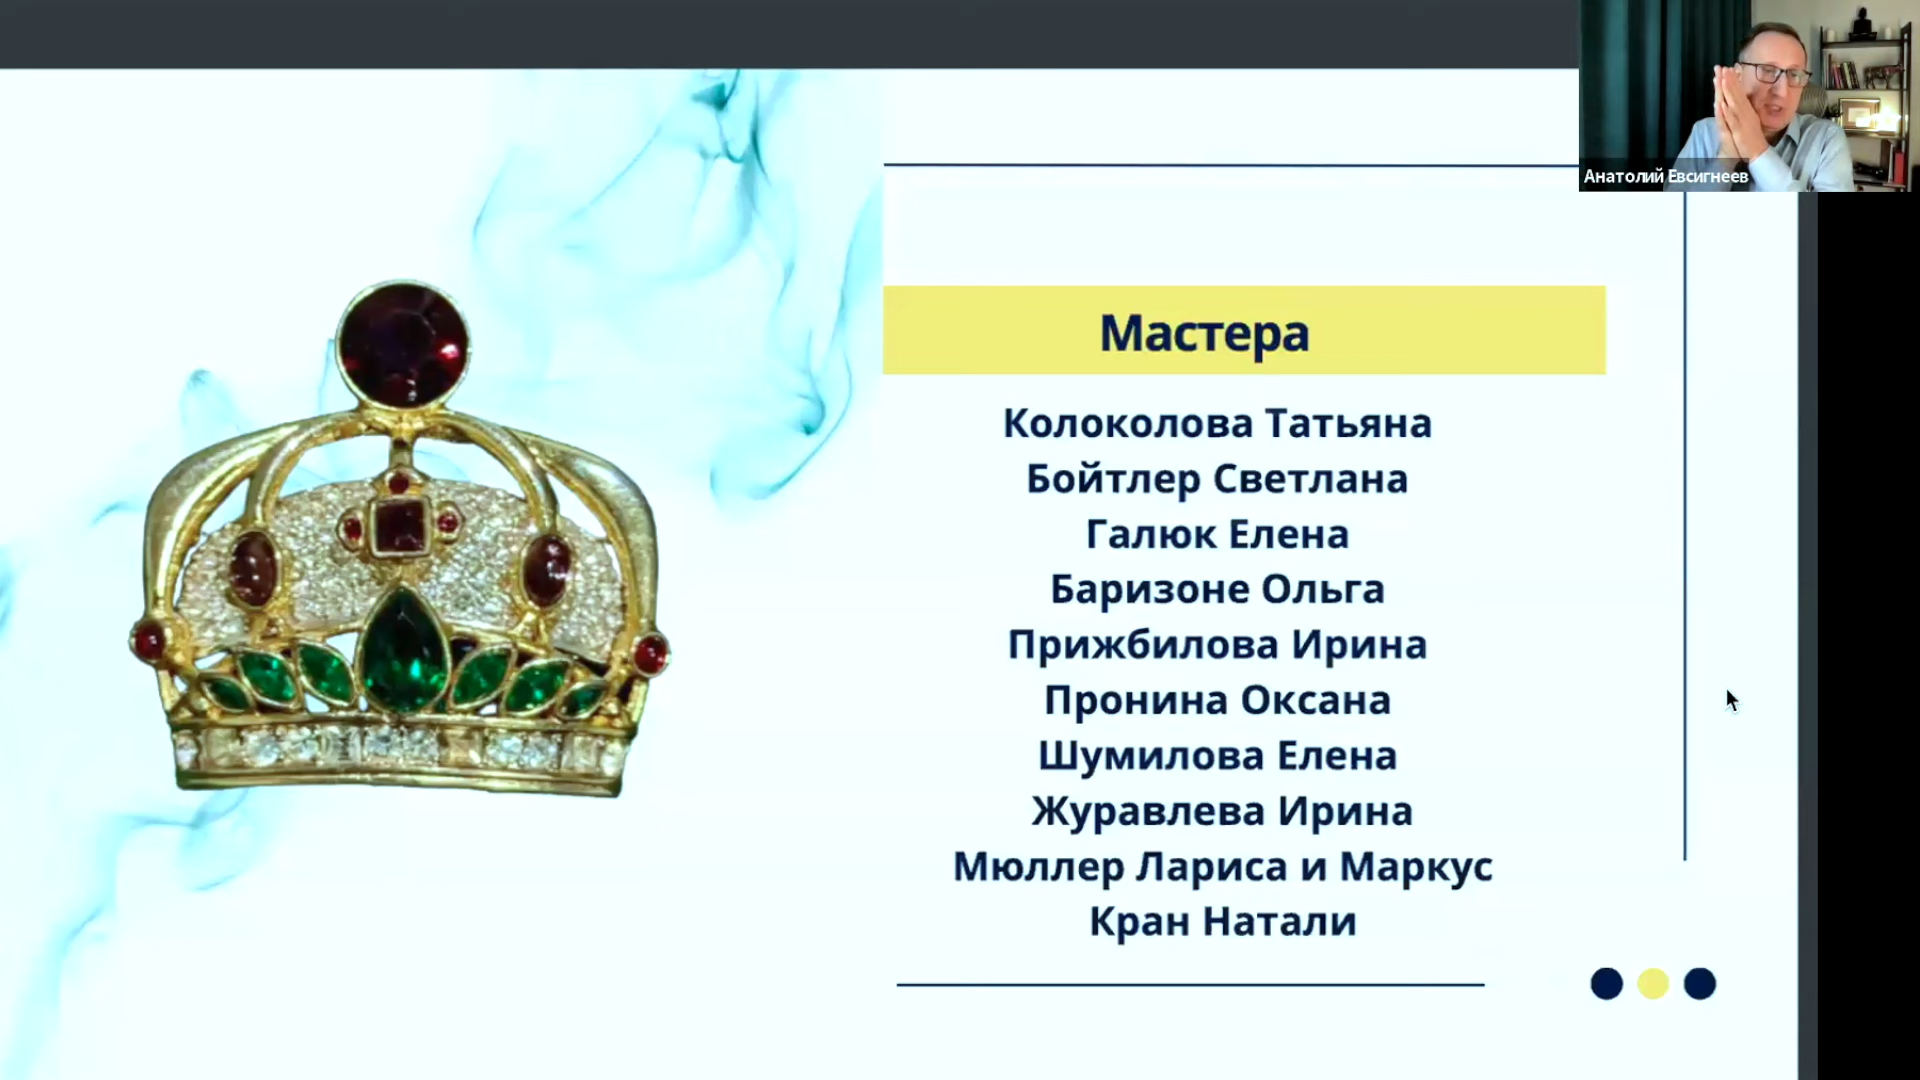 Анатолий Евсигнеев
Мастера
Колоколова Татьяна
Бойтлер Светлана
Галюк Елена
Баризоне Ольга
Прижбилова Ирина
Пронина Оксана
Шумилова Елена
Журавлева Ирина
Мюллер Лариса и Маркус
Кран Натали